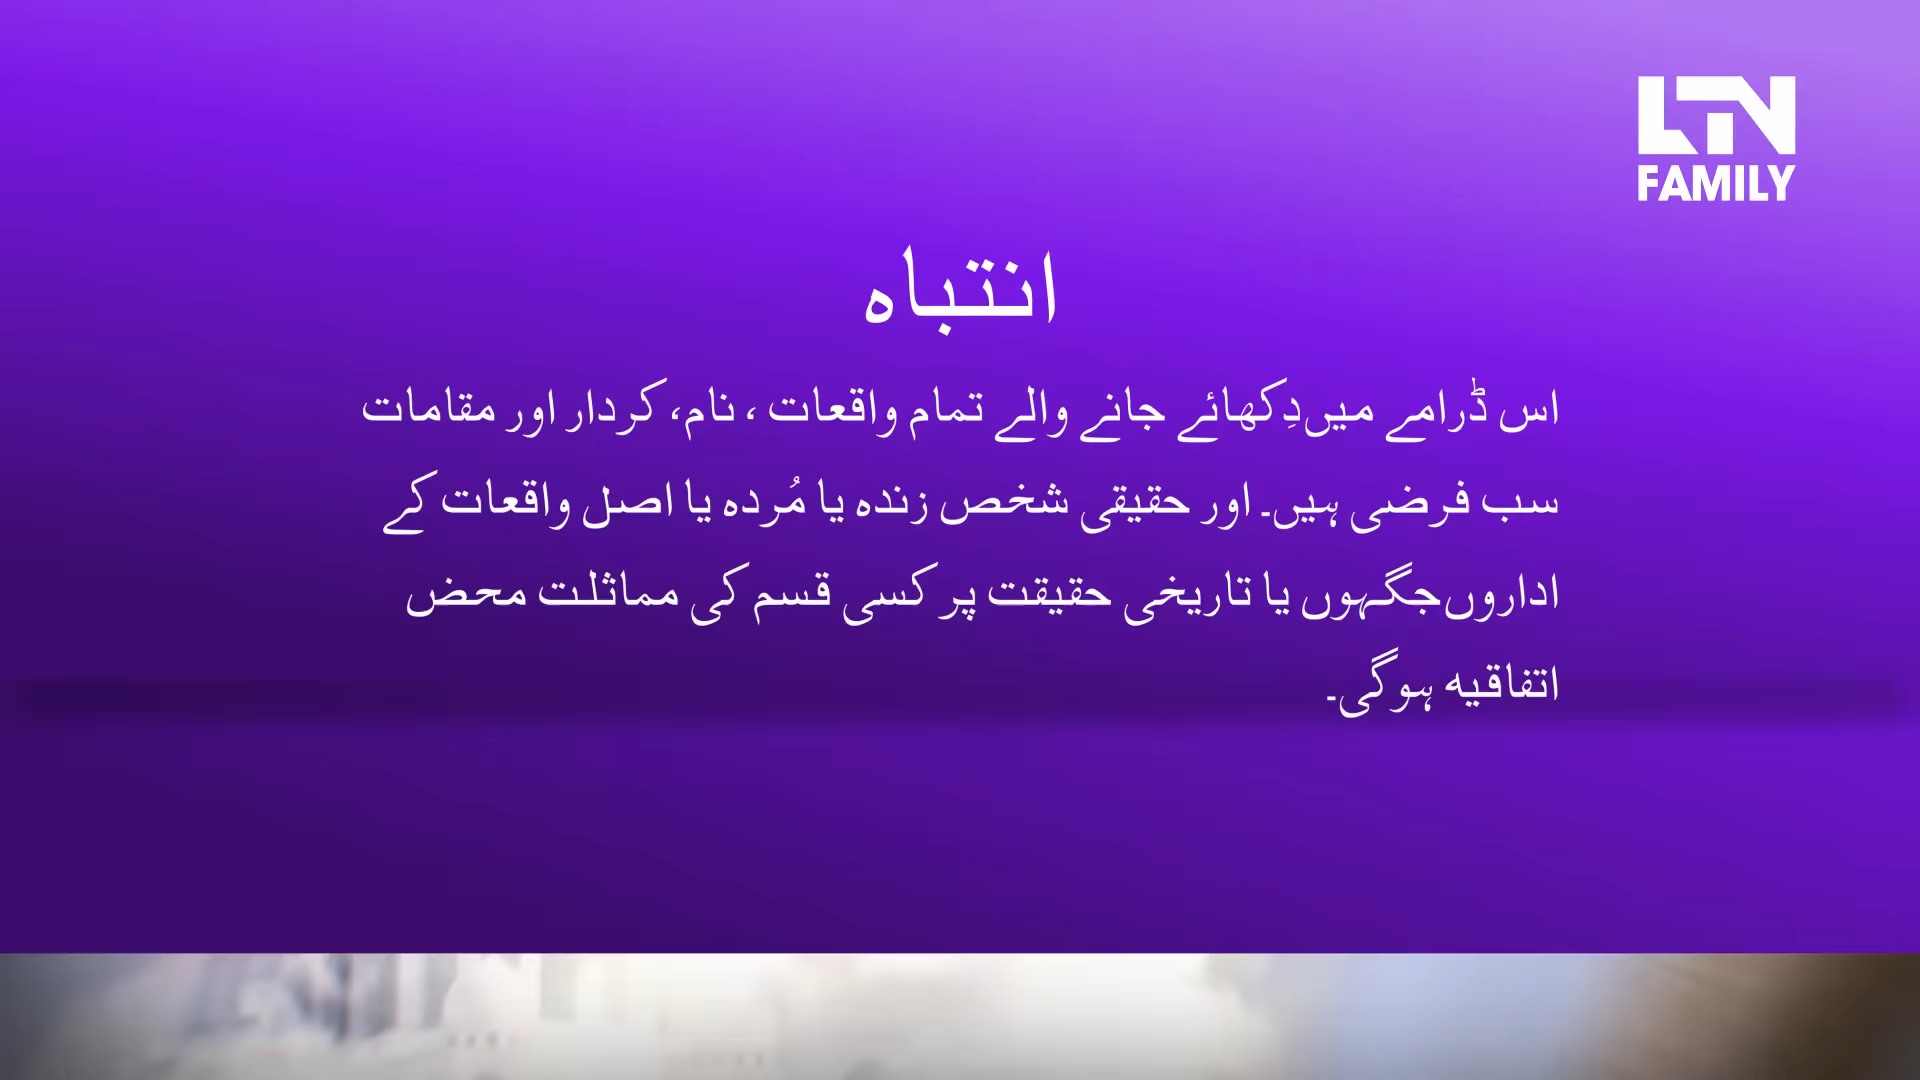 LTN
FAMILY
انتباہ
اس ڈرامے میں دِکھائے جانے والے تمام واقعات ، نام، کردار اور مقامات
سب فرضی ہیں۔ اور حقیقی شخص زندہ یا مُردہ یا اصل واقعات کے
اداروں جگہوں یا تاریخی حقیقت پر کسی قسم کی مماثلت محض
اتفاقیہ ہوگی۔